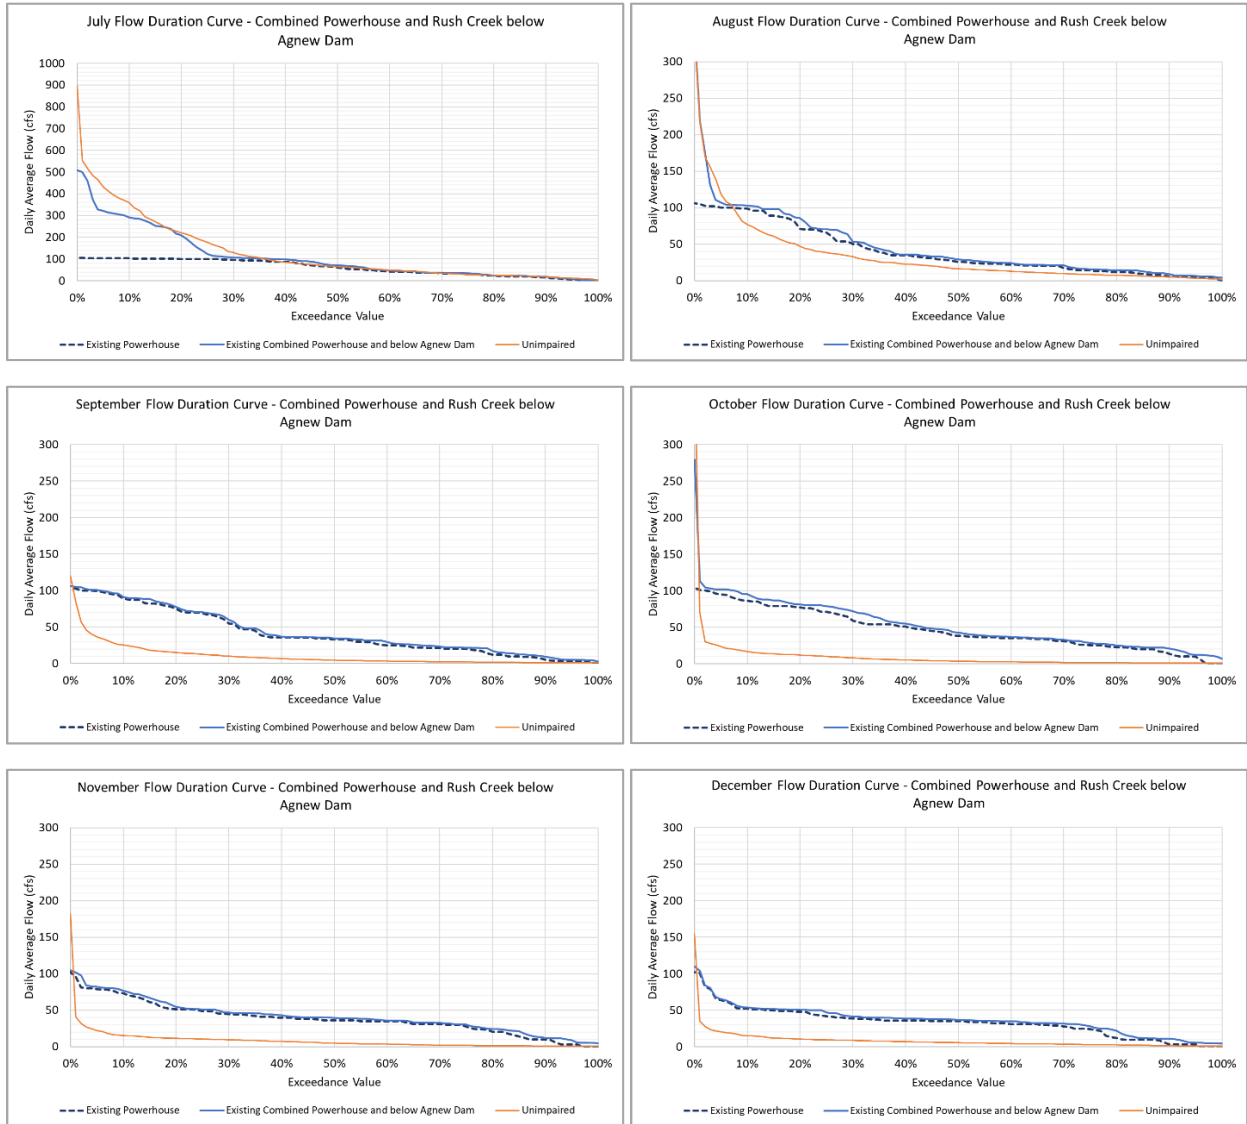 July Flow Duration Curve - Combined Powerhouse and Rush Creek below
Agnew Dam
1000
900
800
700
600
500
400
300
200
100
0
Daily Average Flow (cfs)
0% 10% 20% 30% 40% 50% 60% 70% 80% 90% 100%
Exceedance Value
Existing Powerhouse Existing Combined Powerhouse and below Agnew Dam Unimpaired
August Flow Duration Curve - Combined Powerhouse and Rush Creek below
Agnew Dam
300
250
200
150
100
50
0
Daily Average Flow (cfs)
0% 10% 20% 30% 40% 50% 60% 70% 80% 90% 100%
Exceedance Value
Existing Powerhouse Existing Combined Powerhouse and below Agnew Dam Unimpaired
September Flow Duration Curve - Combined Powerhouse and Rush Creek below
Agnew Dam
300
250
200
150
100
50
0
Daily Average Flow (cfs)
0% 10% 20% 30% 40% 50% 60% 70% 80% 90% 100%
Exceedance Value
Existing Powerhouse Existing Combined Powerhouse and below Agnew Dam Unimpaired
October Flow Duration Curve - Combined Powerhouse and Rush Creek below
Agnew Dam
300
250
200
150
100
50
0
Daily Average Flow (cfs)
0% 10% 20% 30% 40% 50% 60% 70% 80% 90% 100%
Exceedance Value
Existing Powerhouse Existing Combined Powerhouse and below Agnew Dam Unimpaired
November Flow Duration Curve - Combined Powerhouse and Rush Creek below
Agnew Dam
300
250
200
150
100
50
0
Daily Average Flow (cfs)
0% 10% 20% 30% 40% 50% 60% 70% 80% 90% 100%
Exceedance Value
Existing Powerhouse Existing Combined Powerhouse and below Agnew Dam Unimpaired
December Flow Duration Curve - Combined Powerhouse and Rush Creek below
Agnew Dam
300
250
200
150
100
50
0
Daily Average Flow (cfs)
0% 10% 20% 30% 40% 50% 60% 70% 80% 90% 100%
Exceedance Value
Existing Powerhouse Existing Combined Powerhouse and below Agnew Dam Unimpaired